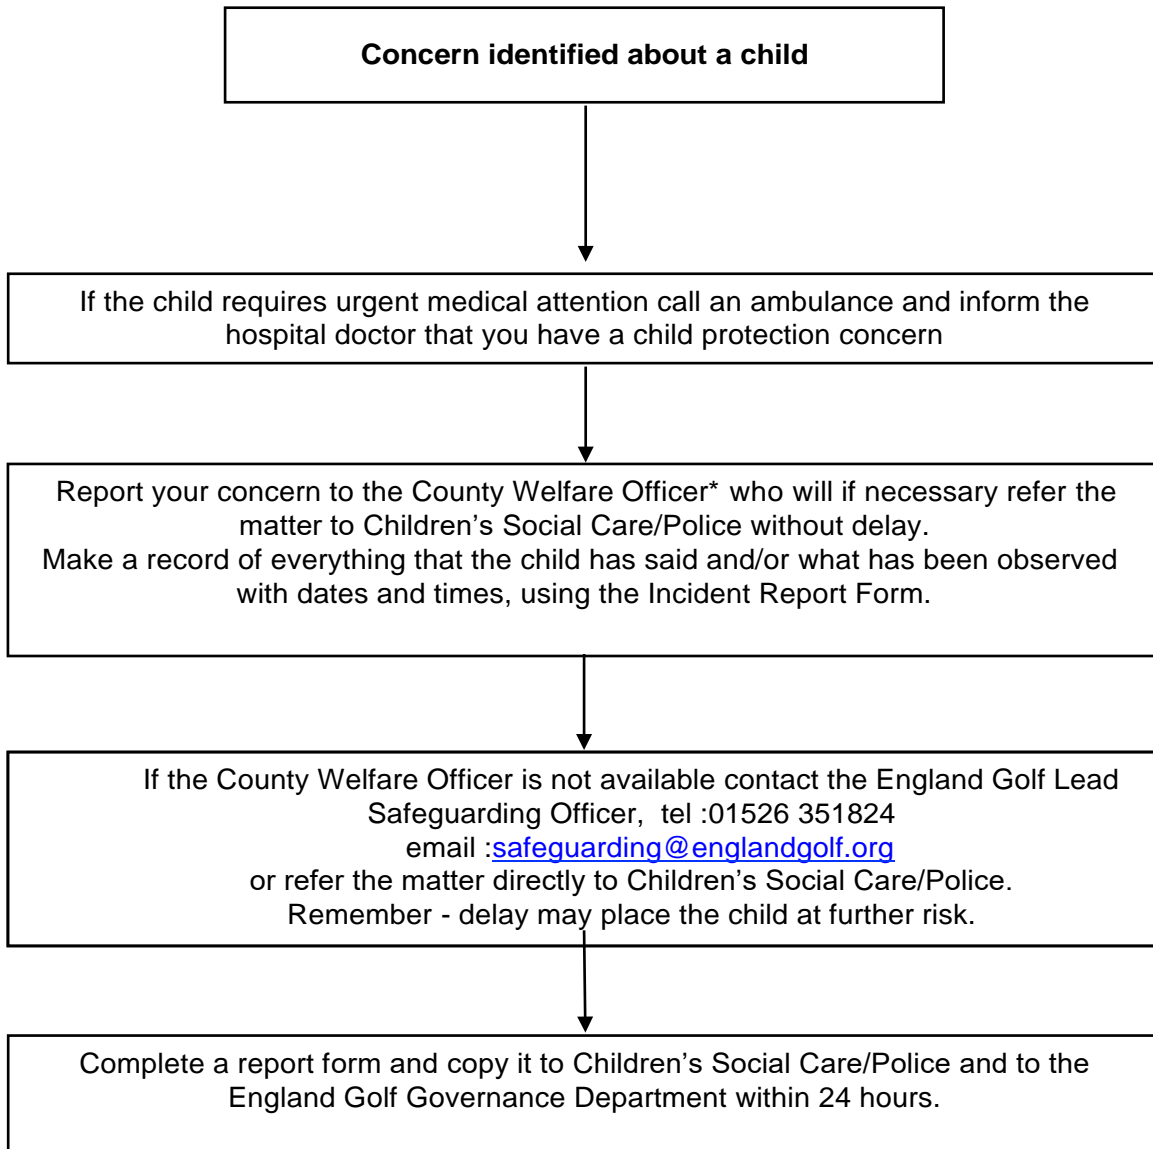 Concern identified about a child
If the child requires urgent medical attention call an ambulance and inform the
hospital doctor that you have a child protection concern
Report your concern to the County Welfare Officer* who will if necessary refer the
matter to Children’s Social Care/Police without delay.
Make a record of everything that the child has said and/or what has been observed
with dates and times, using the Incident Report Form.
If the County Welfare Officer is not available contact the England Golf Lead
Safeguarding Officer,  tel :01526 351824
email :safeguarding@englandgolf.org
or refer the matter directly to Children’s Social Care/Police.
Remember - delay may place the child at further risk.
Complete a report form and copy it to Children’s Social Care/Police and to the
England Golf Governance Department within 24 hours.